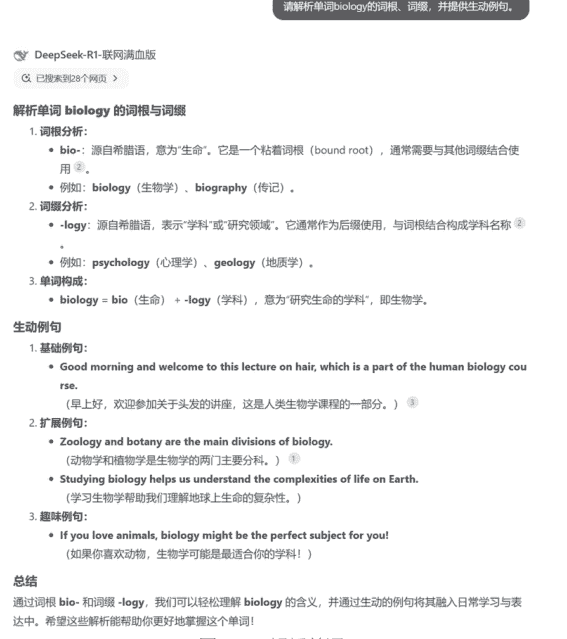 请解析单词biology的词根、词缀，并提供生动例句。
DeepSeek-R1-联网满血版
已搜索到28个网页 >
解析单词 biology 的词根与词缀
1. 词根分析：
• bio-：源自希腊语，意为“生命”。它是一个粘着词根（bound root），通常需要与其他词缀结合使
用 2。
• 例如：biology（生物学）、biography（传记）。
2. 词缀分析：
• -logy：源自希腊语，表示“学科”或“研究领域”。它通常作为后缀使用，与词根结合构成学科名称 2
。
• 例如：psychology（心理学）、geology（地质学）。
3. 单词构成：
• biology = bio（生命） + -logy（学科），意为“研究生命的学科”，即生物学。
生动例句
1. 基础例句：
• Good morning and welcome to this lecture on hair, which is a part of the human biology cou
rse.
（早上好，欢迎参加关于头发的讲座，这是人类生物学课程的一部分。） 3
2. 扩展例句：
• Zoology and botany are the main divisions of biology.
（动物学和植物学是生物学的两门主要分科。） 1
• Studying biology helps us understand the complexities of life on Earth.
（学习生物学帮助我们理解地球上生命的复杂性。）
3. 趣味例句：
• If you love animals, biology might be the perfect subject for you!
（如果你喜欢动物，生物学可能是最适合你的学科！）
总结
通过词根 bio- 和词缀 -logy，我们可以轻松理解 biology 的含义，并通过生动的例句将其融入日常学习与表
达中。希望这些解析能帮助你更好地掌握这个单词！